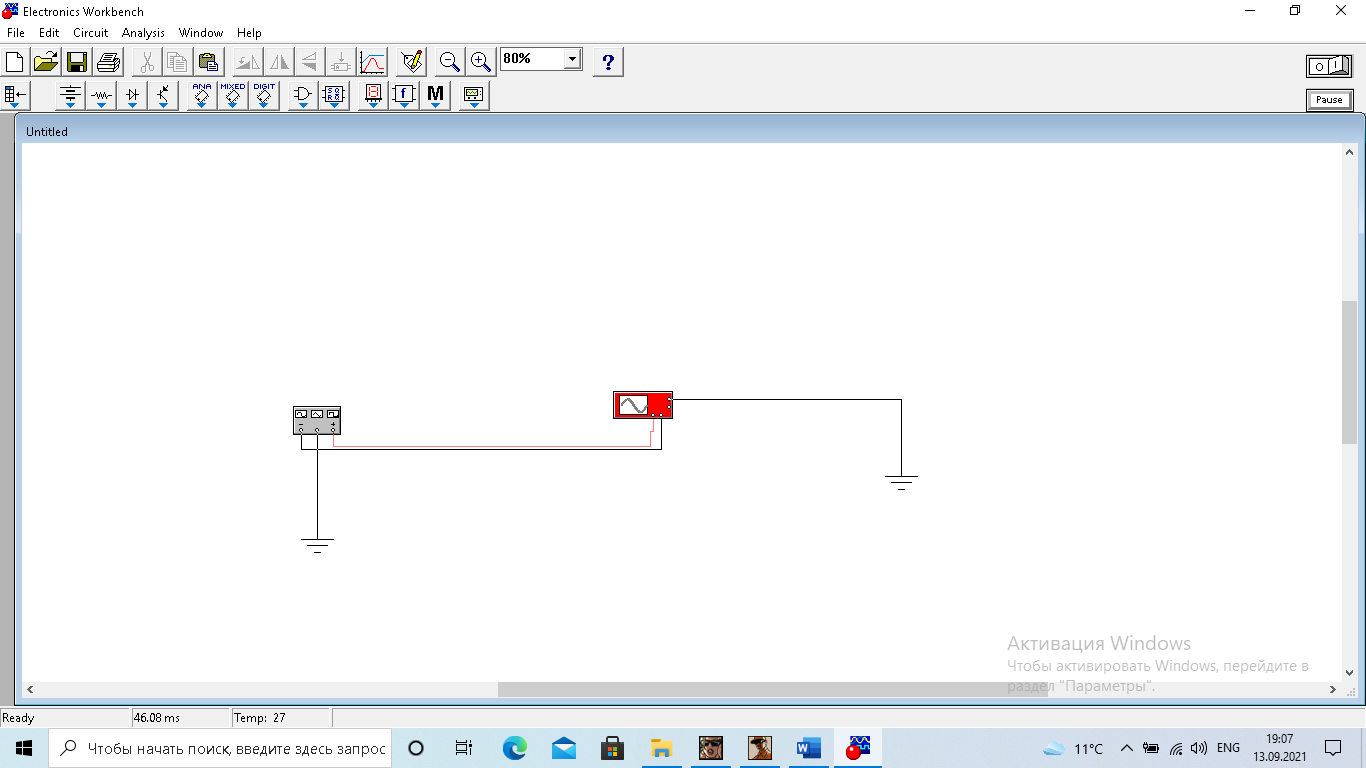 Electronics Workbench
File Edit Circuit Analysis Window Help
80%
?
ANA MIXED DIGIT
f M
Pause
Untitled
Активация Windows
Чтобы активировать Windows, перейдите в
раздел "Параметры".
Ready 46.08 ms Temp: 27
Чтобы начать поиск, введите здесь запрос
11°C ENG 19:07
13.09.2021